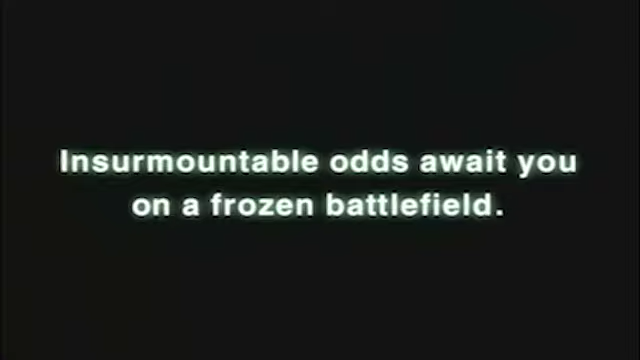 Insurmountable odds await you
on a frozen battlefield.